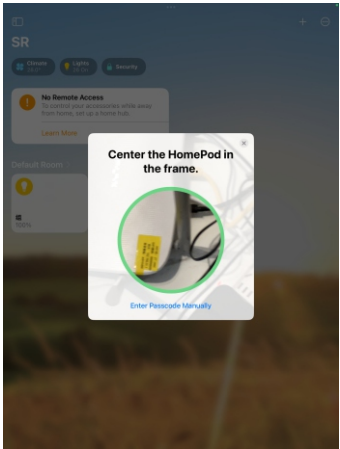 SR
Climate
Lights
Security
No Remote Access
To control your accessories while away
from home, set up a home hub.
Learn More
Default Room
Center the HomePod in
the frame.
Enter Passcode Manually